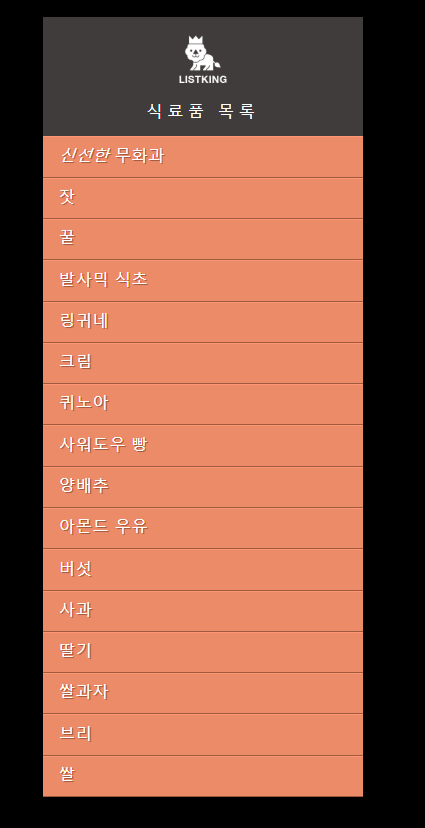 LISTKING
식료품 목록
신선한 무화과
잣
꿀
발사믹 식초
링귀네
크림
퀴노아
사워도우 빵
양배추
아몬드 우유
버섯
사과
딸기
쌀과자
브리
쌀